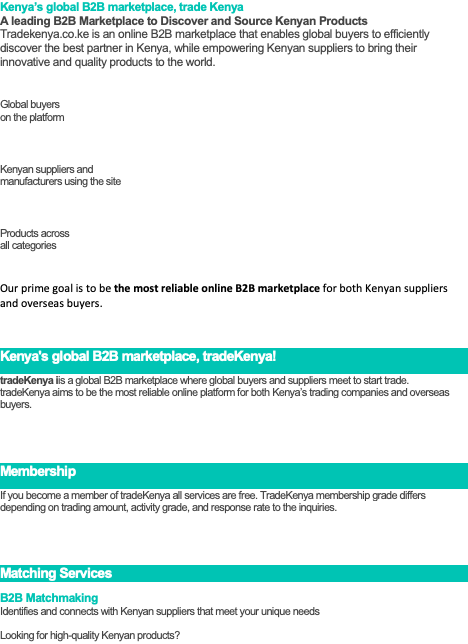 Kenya's global B2B marketplace, trade Kenya
A leading B2B Marketplace to Discover and Source Kenyan Products
Tradekenya.co.ke is an online B2B marketplace that enables global buyers to efficiently
discover the best partner in Kenya, while empowering Kenyan suppliers to bring their
innovative and quality products to the world.
Global buyers
on the platform
Kenyan suppliers and
manufacturers using the site
Products across
all categories
Our prime goal is to be the most reliable online B2B marketplace for both Kenyan suppliers
and overseas buyers.
Kenya's global B2B marketplace, tradeKenya!
tradeKenya iis a global B2B marketplace where global buyers and suppliers meet to start trade.
tradeKenya aims to be the most reliable online platform for both Kenya's trading companies and overseas
buyers.
Membership
If you become a member of tradeKenya all services are free. TradeKenya membership grade differs
depending on trading amount, activity grade, and response rate to the inquiries.
Matching Services
B2B Matchmaking
Identifies and connects with Kenyan suppliers that meet your unique needs
Looking for high-quality Kenyan products?